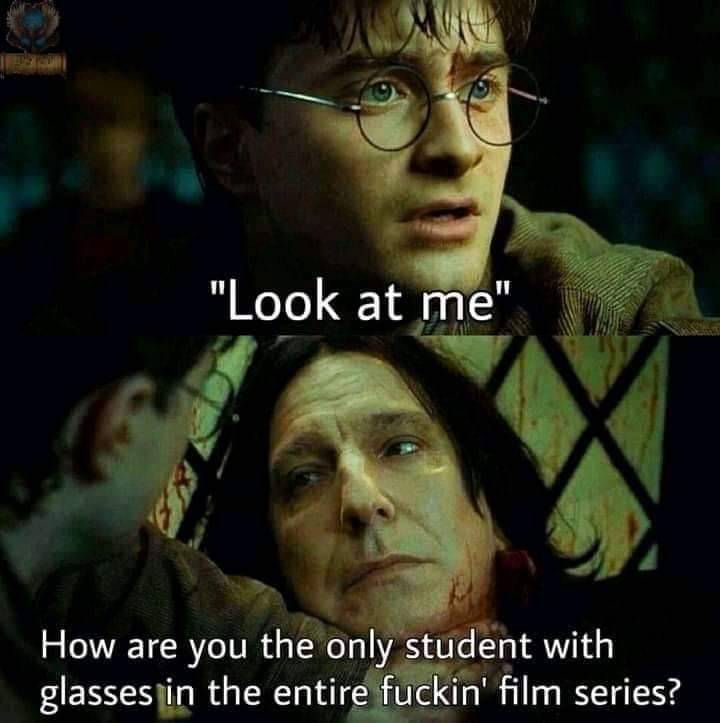 "Look at me"
How are you the only student with
glasses in the entire fuckin' film series?